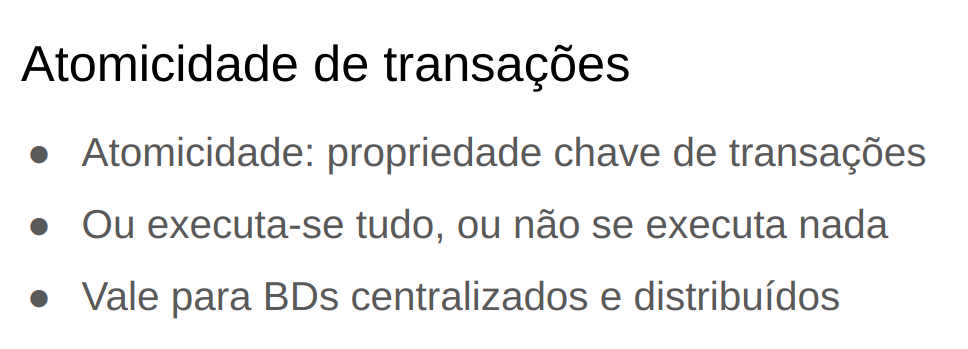 Atomicidade de transações
● Atomicidade: propriedade chave de transações
● Ou executa-se tudo, ou não se executa nada
● Vale para BDs centralizados e distribuídos